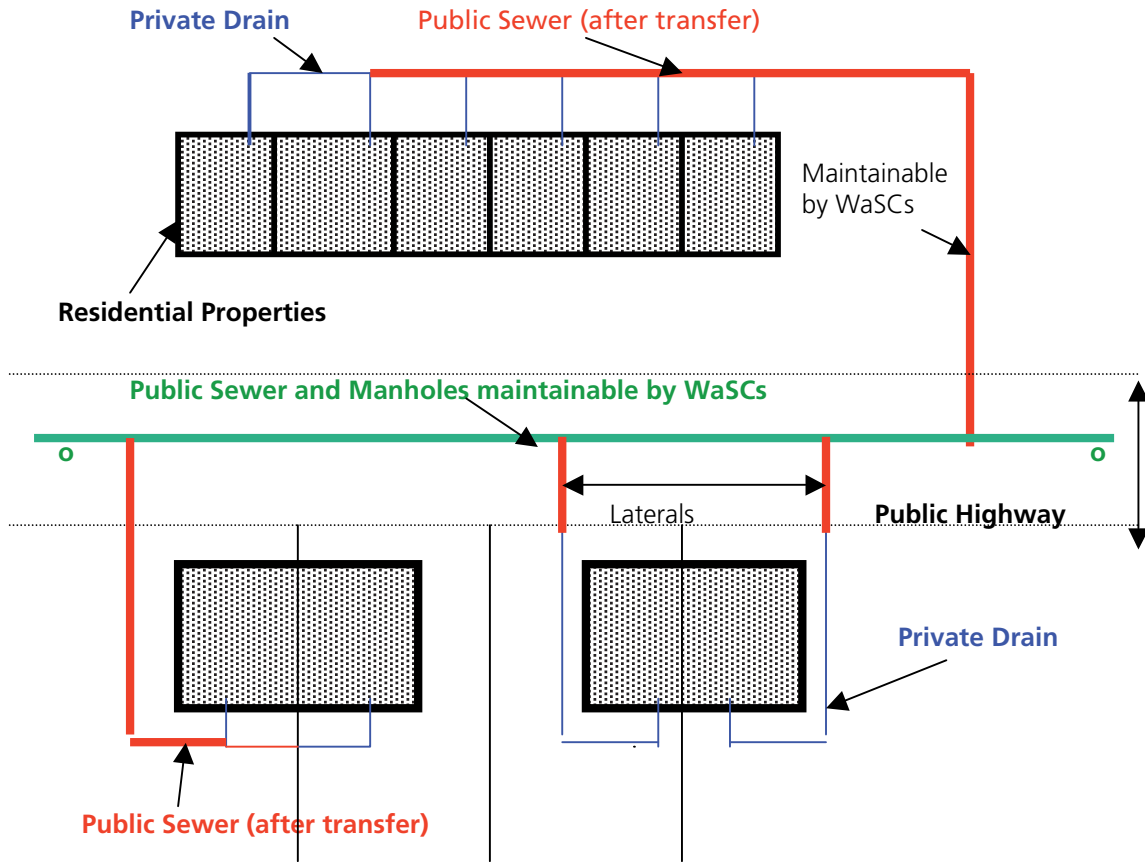 Private Drain
Public Sewer (after transfer)
Maintainable
by WaSCs
Residential Properties
Public Sewer and Manholes maintainable by WaSCs
o
o
Laterals
Public Highway
Private Drain
Public Sewer (after transfer)